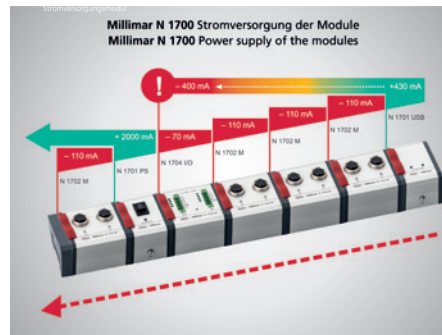 Stromversorgungsmodul
Millimar N 1700 Stromversorgung der Module
Millimar N 1700 Power supply of the modules
– 400 mA
+430 mA
– 110 mA
N 1701 USB
– 110 mA
N 1702 M
– 110 mA
N 1702 M
+ 2000 mA
– 70 mA
N 1702 M
– 110 mA
N 1704 I/O
N 1701 PS
N 1702 M